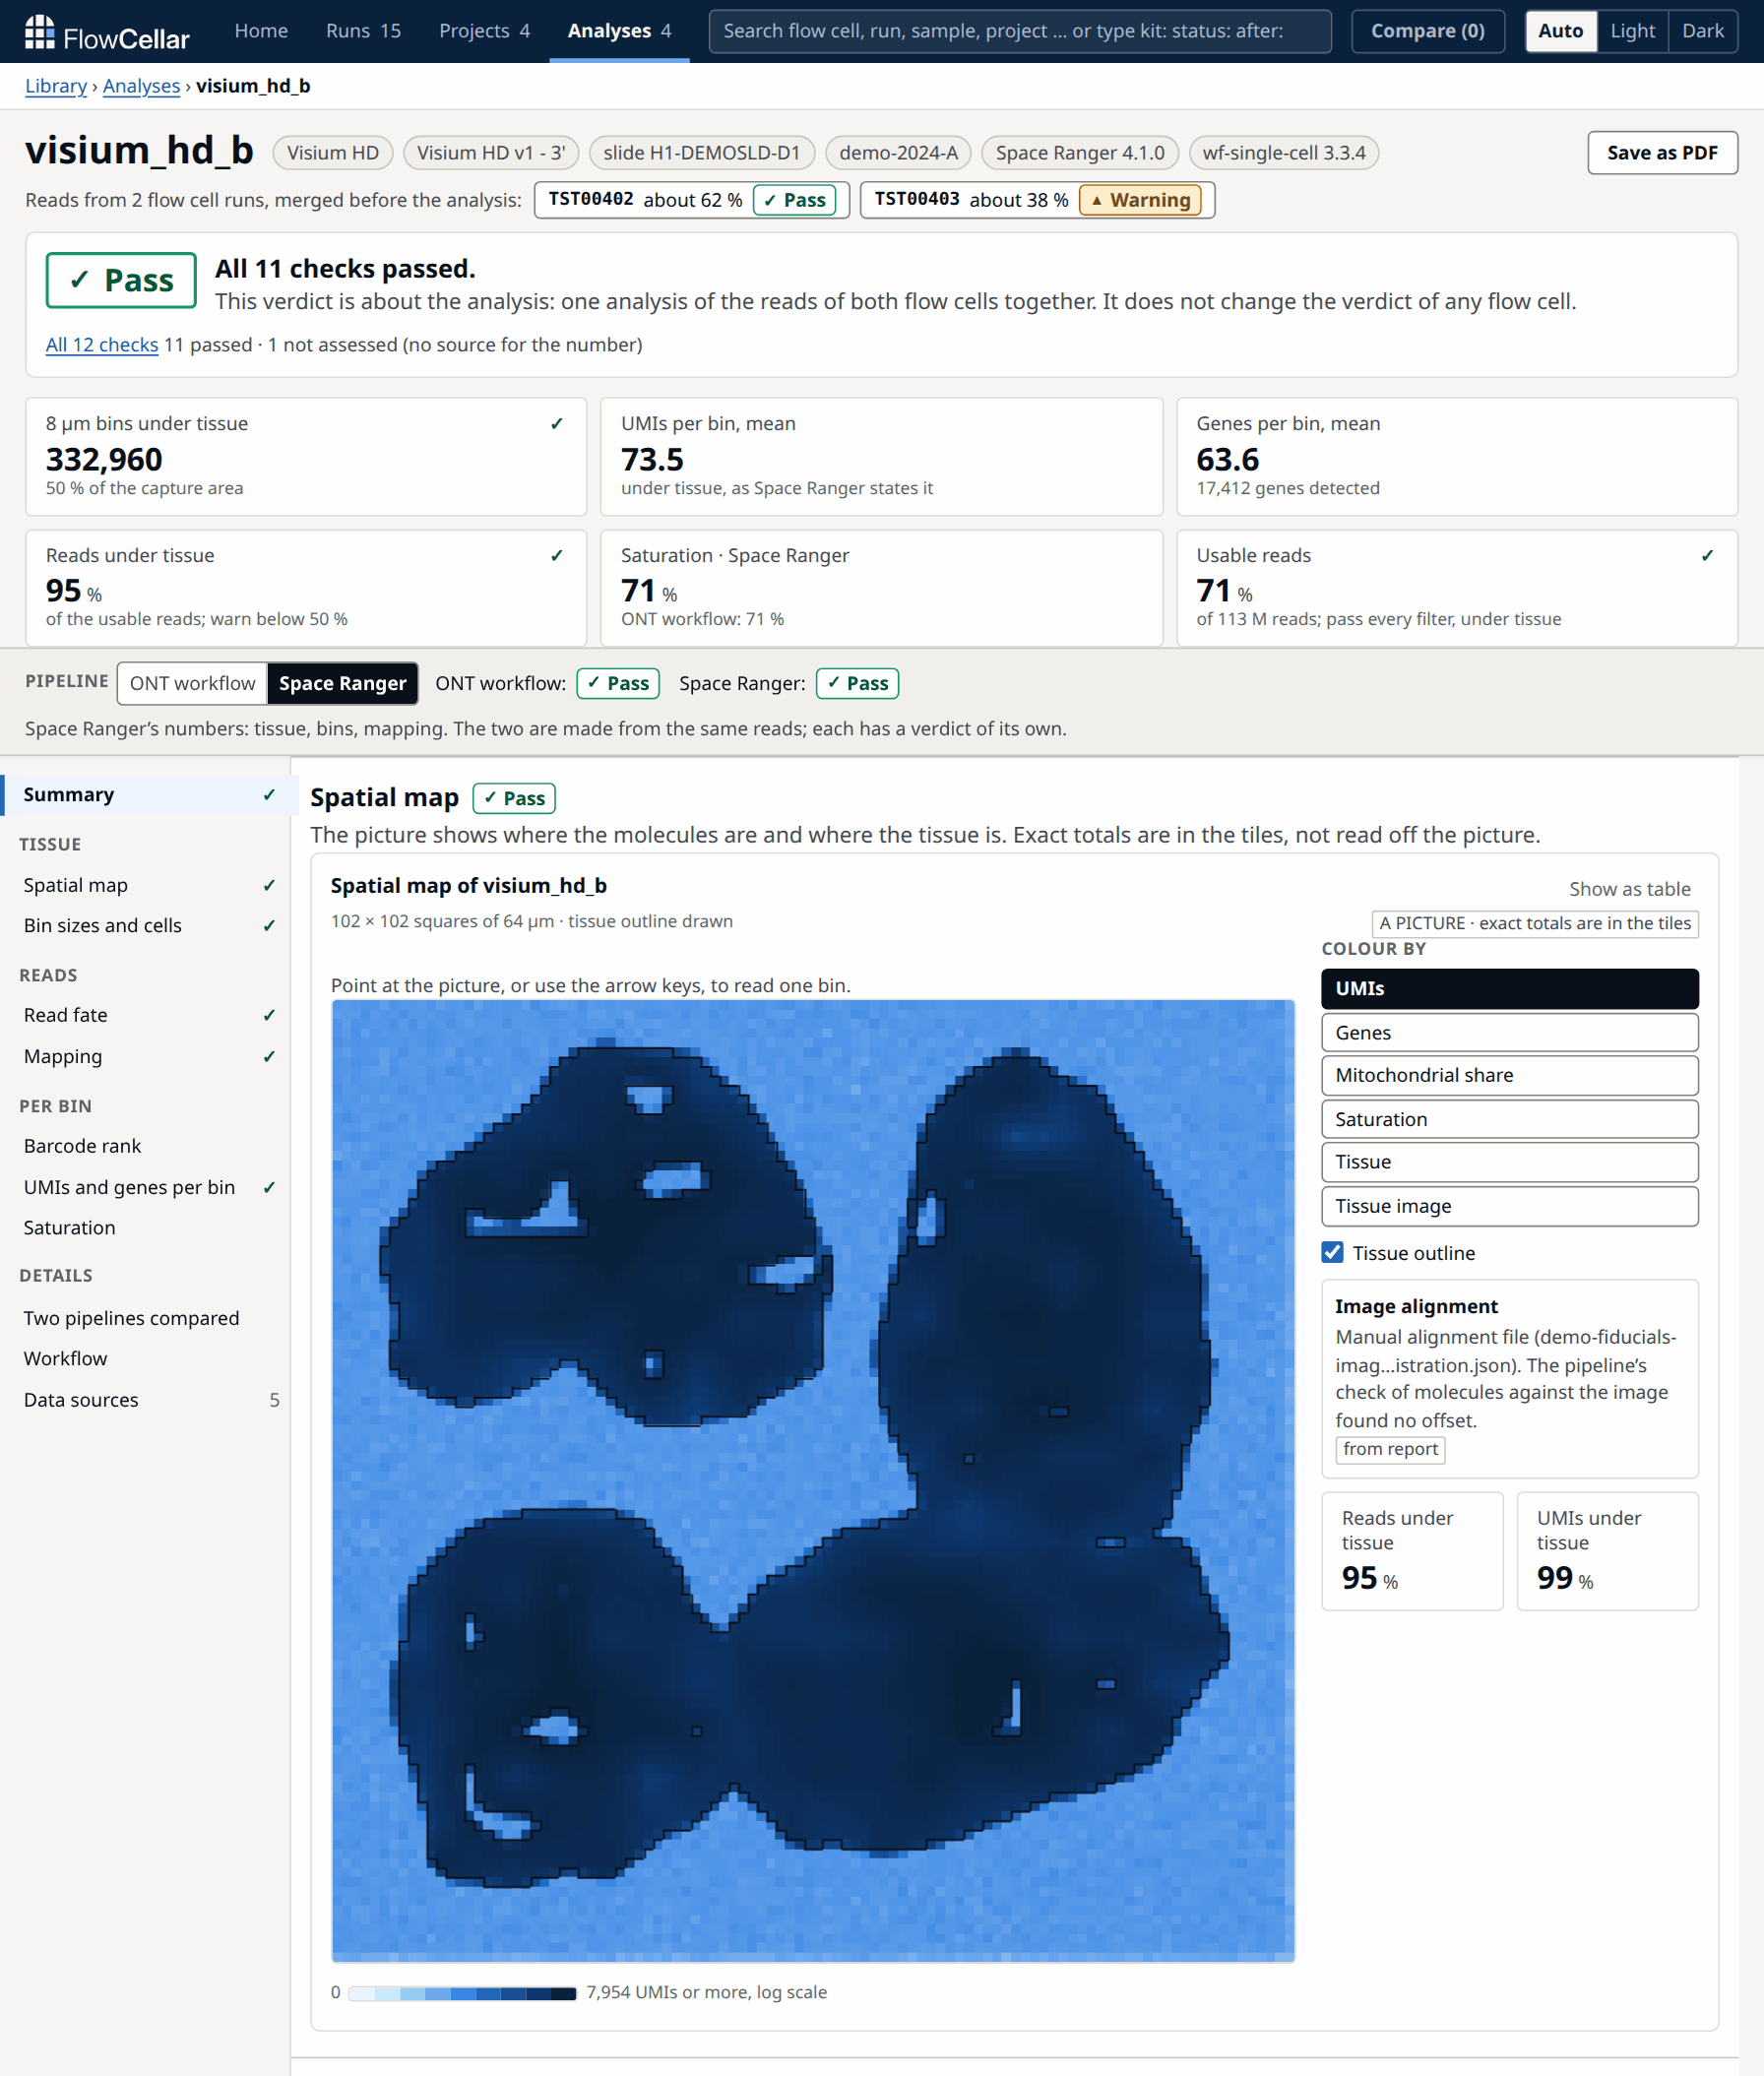 FlowCellar
Home
Runs 15
Projects 4
Analyses 4
Search flow cell, run, sample, project ... or type kit: status: after:
Compare (0)
Auto
Light
Dark
Library › Analyses › visium_hd_b
visium_hd_b
Visium HD
Visium HD v1 - 3'
slide H1-DEMOSLD-D1
demo-2024-A
Space Ranger 4.1.0
wf-single-cell 3.3.4
Save as PDF
Reads from 2 flow cell runs, merged before the analysis:
TST00402 about 62 % ✓ Pass
TST00403 about 38 % ▲ Warning
✓ Pass
All 11 checks passed.
This verdict is about the analysis: one analysis of the reads of both flow cells together. It does not change the verdict of any flow cell.
All 12 checks 11 passed · 1 not assessed (no source for the number)
8 µm bins under tissue ✓
332,960
50 % of the capture area
UMIs per bin, mean
73.5
under tissue, as Space Ranger states it
Genes per bin, mean
63.6
17,412 genes detected
Reads under tissue ✓
95 %
of the usable reads; warn below 50 %
Saturation · Space Ranger
71 %
ONT workflow: 71 %
Usable reads ✓
71 %
of 113 M reads; pass every filter, under tissue
PIPELINE
ONT workflow
Space Ranger
ONT workflow: ✓ Pass
Space Ranger: ✓ Pass
Space Ranger’s numbers: tissue, bins, mapping. The two are made from the same reads; each has a verdict of its own.
Summary ✓
TISSUE
Spatial map ✓
Bin sizes and cells ✓
READS
Read fate ✓
Mapping ✓
PER BIN
Barcode rank
UMIs and genes per bin ✓
Saturation
DETAILS
Two pipelines compared
Workflow
Data sources 5
Spatial map ✓ Pass
The picture shows where the molecules are and where the tissue is. Exact totals are in the tiles, not read off the picture.
Spatial map of visium_hd_b
102 × 102 squares of 64 µm · tissue outline drawn
Show as table
A PICTURE · exact totals are in the tiles
Point at the picture, or use the arrow keys, to read one bin.
0
7,954 UMIs or more, log scale
COLOUR BY
UMIs
Genes
Mitochondrial share
Saturation
Tissue
Tissue image
Tissue outline
Image alignment
Manual alignment file (demo-fiducials-
imag...istration.json). The pipeline’s
check of molecules against the image
found no offset.
from report
Reads under
tissue
95 %
UMIs under
tissue
99 %